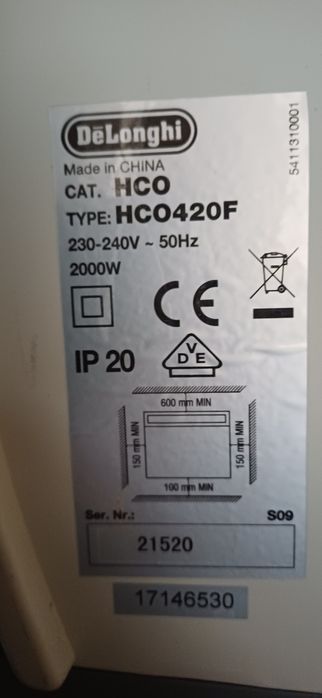 DeLonghi
Made in CHINA
CAT. HCO
TYPE: HCO420F
230-240V ~ 50Hz
2000W
5411310001
CE
IP 20
D V E
600 mm MIN
150 mm MIN
150 mm MIN
100 mm MIN
Ser. Nr.: S09
21520
17146530